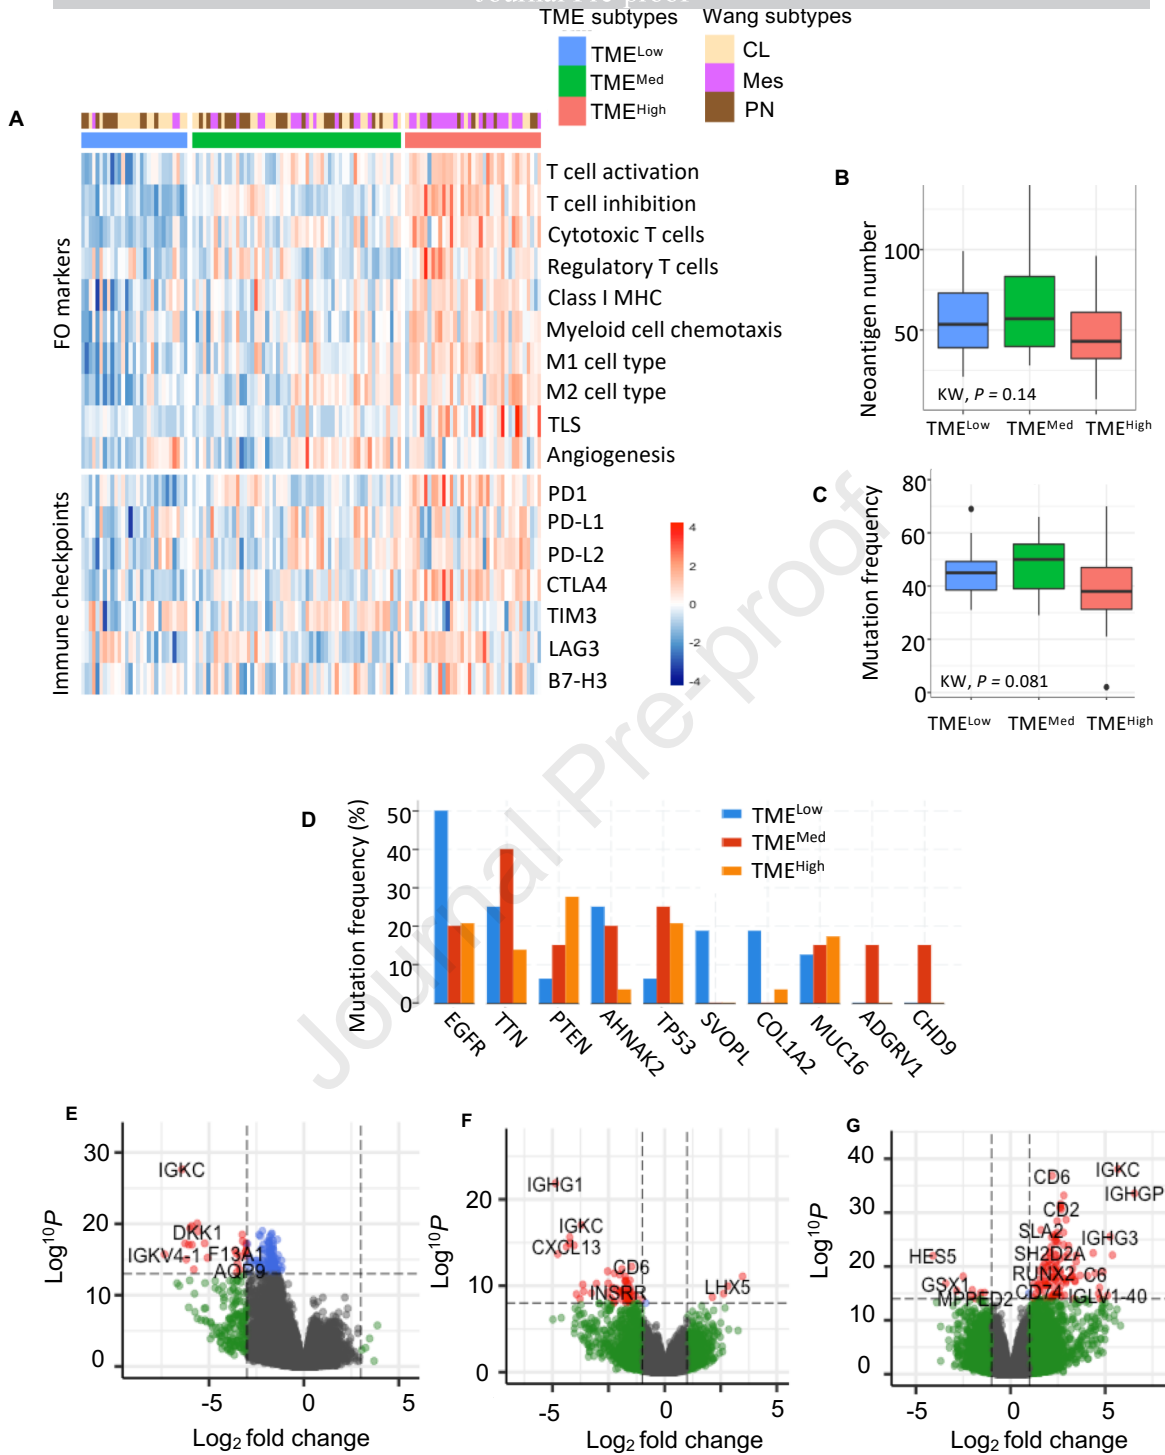 Journal Pre-proof
TME subtypes
TMELow
TMEMed
TMEHigh
Wang subtypes
CL
Mes
PN
A
FO markers
T cell activation
T cell inhibition
Cytotoxic T cells
Regulatory T cells
Class I MHC
Myeloid cell chemotaxis
M1 cell type
M2 cell type
TLS
Angiogenesis
Immune checkpoints
PD1
PD-L1
PD-L2
CTLA4
TIM3
LAG3
B7-H3
4
2
0
-2
-4
B
Neoantigen number
100
50
KW, P = 0.14
TMELow TMEMed TMEHigh
C
Mutation frequency
80
60
40
20
0
KW, P = 0.081
TMELow TMEMed TMEHigh
Journal Pre-proof
D
Mutation frequency (%)
50
40
30
20
10
0
TMELow
TMEMed
TMEHigh
EGFR TTN PTEN AHNAK2 TP53 SVOPL COL1A2 MUC16 ADGRV1 CHD9
E
Log10P
30
20
10
0
IGKC
DKK1
IGKV4-1 F13A1
AQP9
-5 0 5
Log2 fold change
F
Log10P
20
10
0
IGHG1
IGKC
CXCL13
CD6
INSRR
LHX5
-5 0 5
Log2 fold change
G
Log10P
40
30
20
10
0
CD6
IGKC
IGHGP
CD2
SLA2
IGHG3
HES5
SH2D2A
RUNX2
C6
GSX1
CD74
IGLV1-40
MPPED2
-5 0 5
Log2 fold change